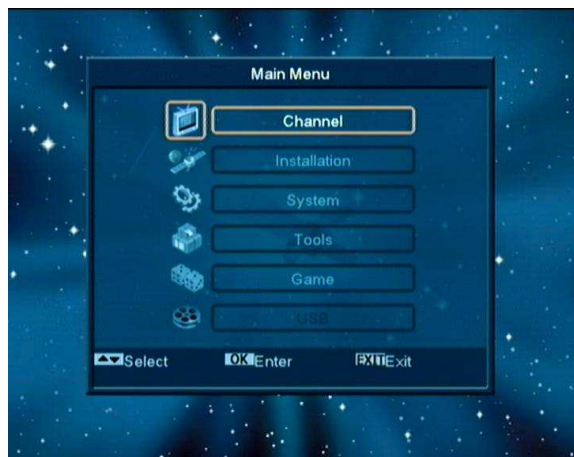 Main Menu
Channel
Installation
System
Tools
Game
USB
Select OK Enter EXIT Exit